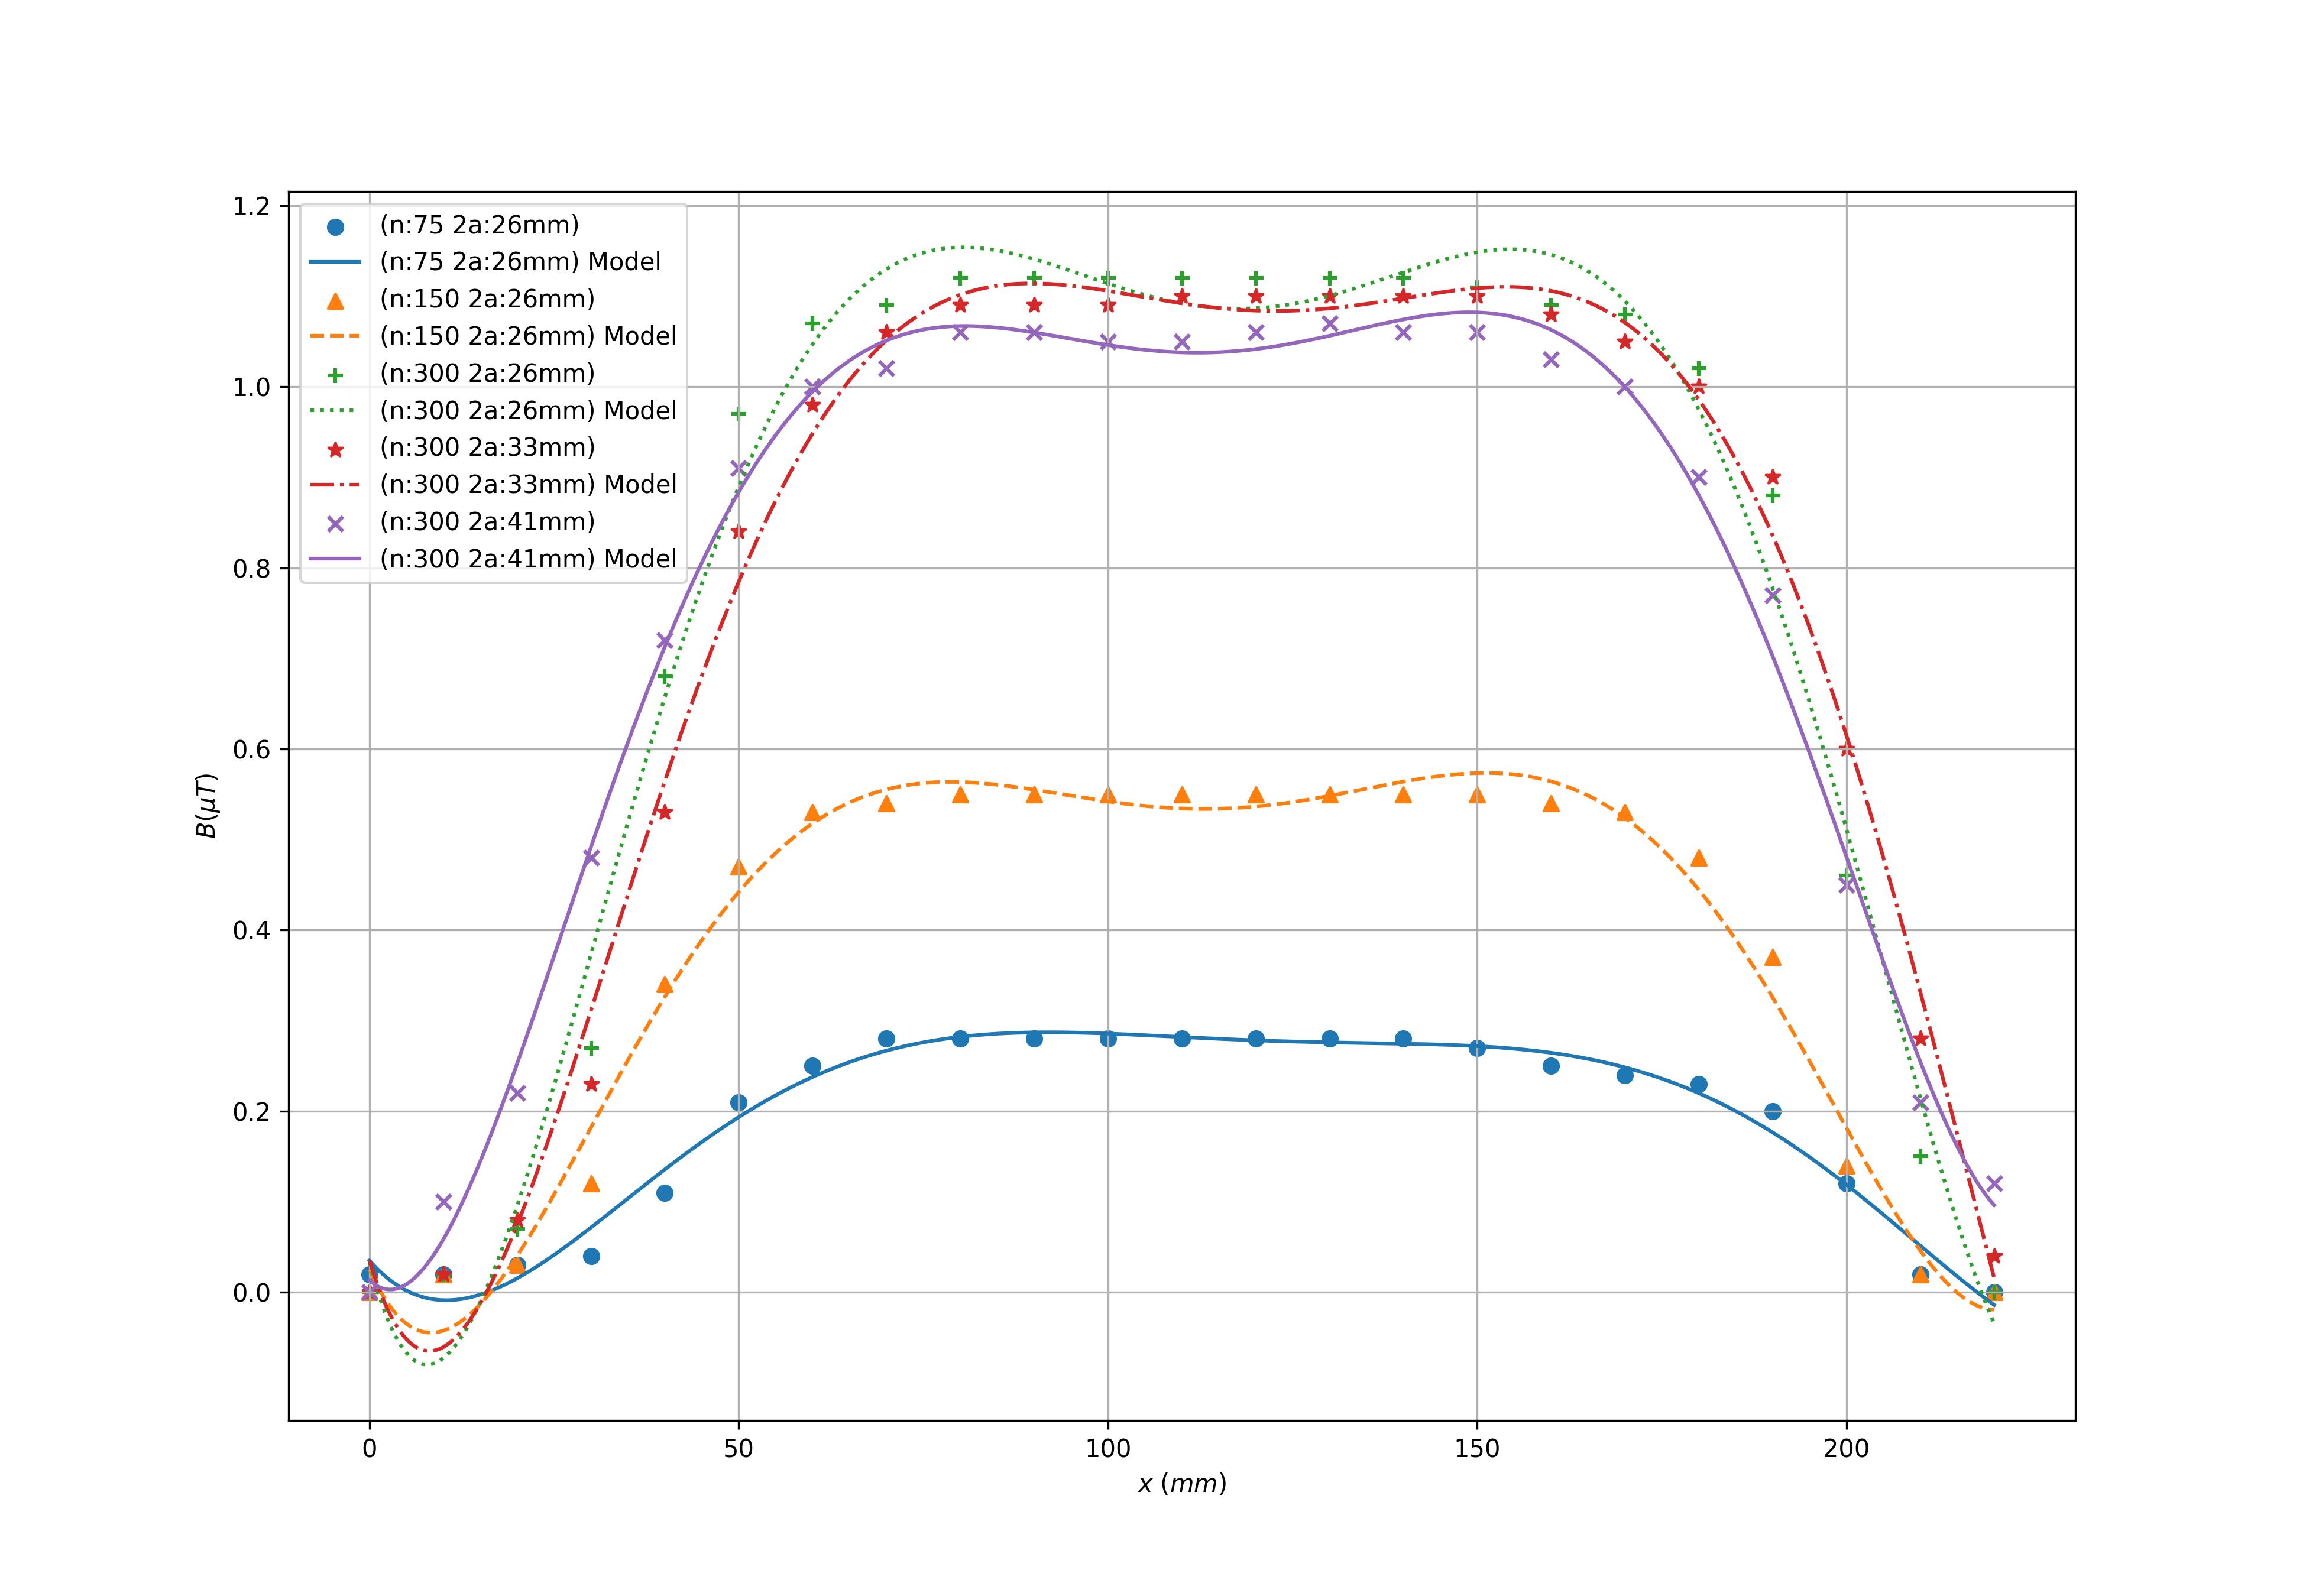 1.2
1.0
0.8
0.6
0.4
0.2
0.0
B(μT)
(n:75 2a:26mm)
(n:75 2a:26mm) Model
(n:150 2a:26mm)
(n:150 2a:26mm) Model
(n:300 2a:26mm)
(n:300 2a:26mm) Model
(n:300 2a:33mm)
(n:300 2a:33mm) Model
(n:300 2a:41mm)
(n:300 2a:41mm) Model
0 50 100 150 200
x (mm)